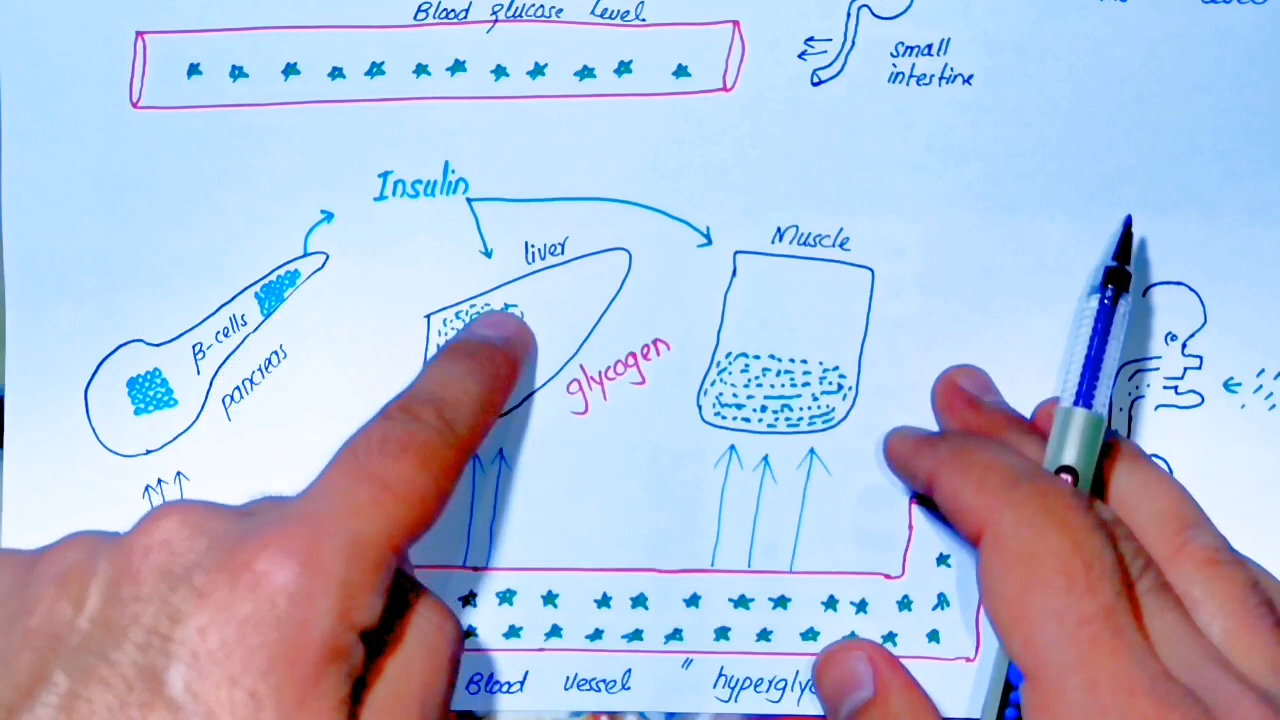 Blood glucose level
small
intestine
Insulin
liver
Muscle
β-cells
pancreas
glycogen
Blood vessel "